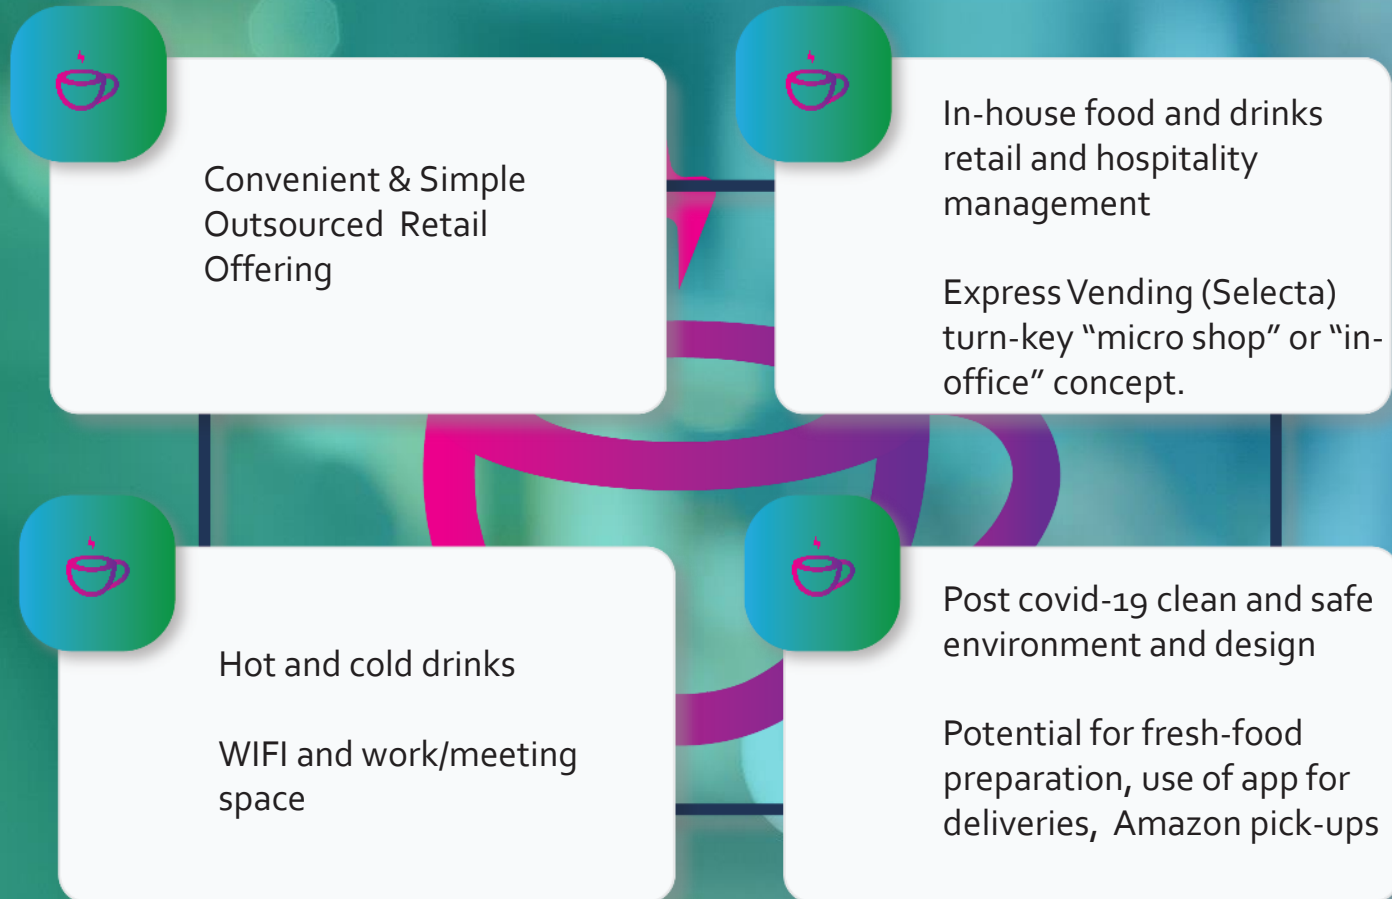 Convenient & Simple
Outsourced  Retail
Offering
In-house food and drinks
retail and hospitality
management
Express Vending (Selecta)
turn-key “micro shop” or “in-
office” concept.
Hot and cold drinks
WIFI and work/meeting
space
Post covid-19 clean and safe
environment and design
Potential for fresh-food
preparation, use of app for
deliveries,  Amazon pick-ups